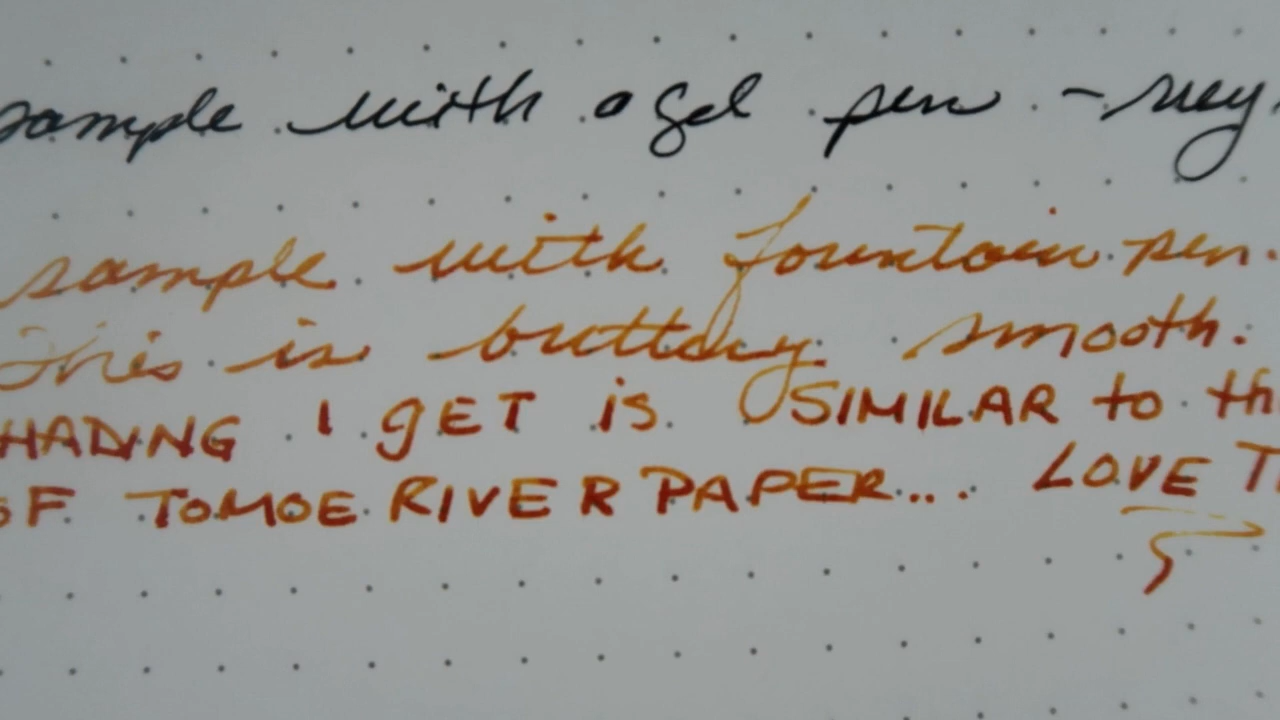 sample with a gel pen -
sample with fountain pen.
This is buttery smooth.
HADING I GET IS SIMILAR to th
OF TOMOE RIVER PAPER... LOVE T